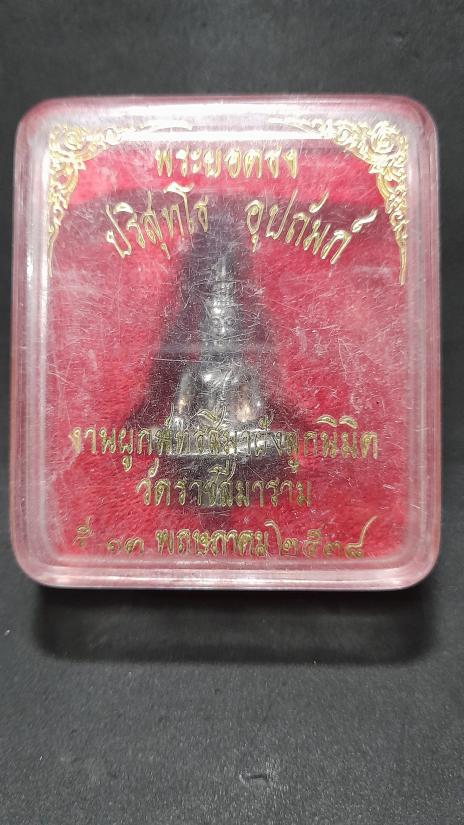 พระยอดธง
ปริสุทฺโธ อุปถัมภ์
งานผูกพัทธสีมาฝังลูกนิมิต
วัดราชสีมาราม
๑๓ พฤษภาคม ๒๕๓๘